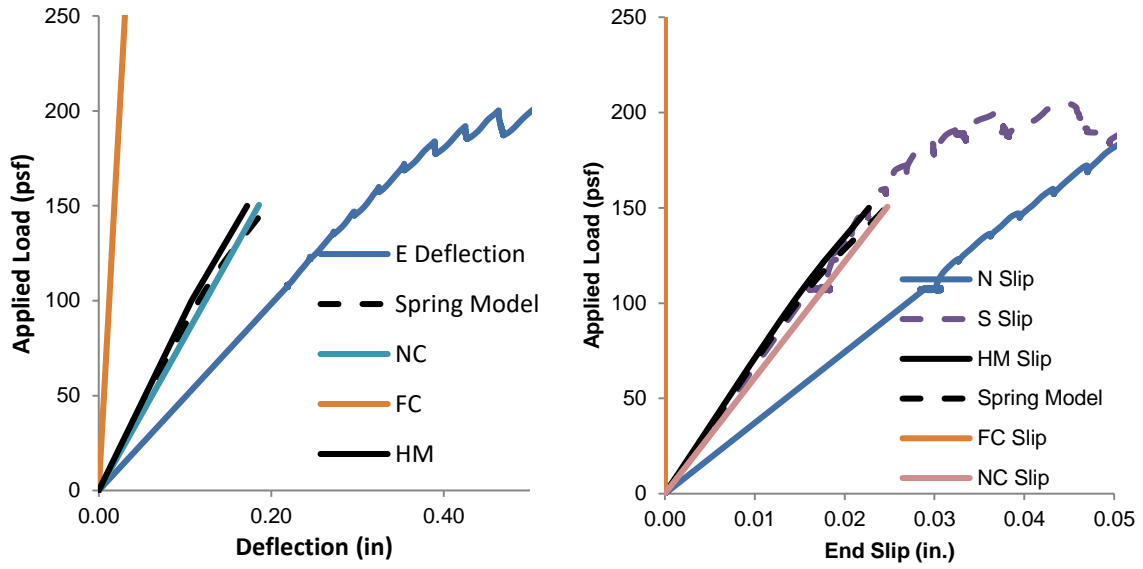 250
200
150
100
50
0
Applied Load (psf)
0.00
0.20
0.40
Deflection (in)
E Deflection
Spring Model
NC
FC
HM
250
200
150
100
50
0
Applied Load (psf)
0.00
0.01
0.02
0.03
0.04
0.05
End Slip (in.)
N Slip
S Slip
HM Slip
Spring Model
FC Slip
NC Slip